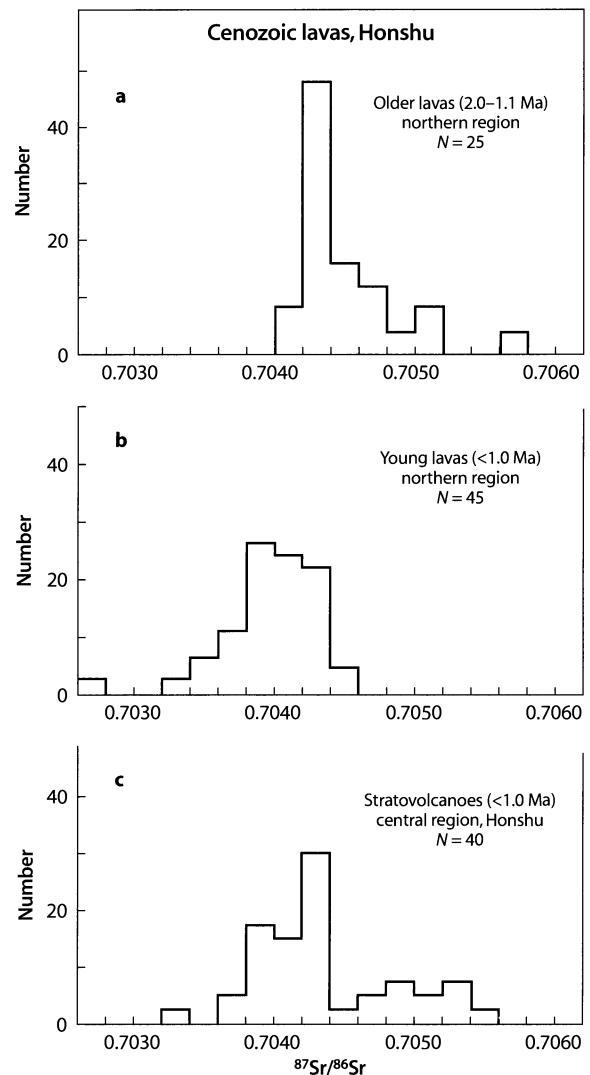 Cenozoic lavas, Honshu
a
Older lavas (2.0–1.1 Ma)
northern region
N = 25
Number
40
20
0
0.7030 0.7040 0.7050 0.7060
b
Young lavas (<1.0 Ma)
northern region
N = 45
Number
40
20
0
0.7030 0.7040 0.7050 0.7060
c
Stratovolcanoes (<1.0 Ma)
central region, Honshu
N = 40
Number
40
20
0
0.7030 0.7040 0.7050 0.7060
⁸⁷Sr/⁸⁶Sr